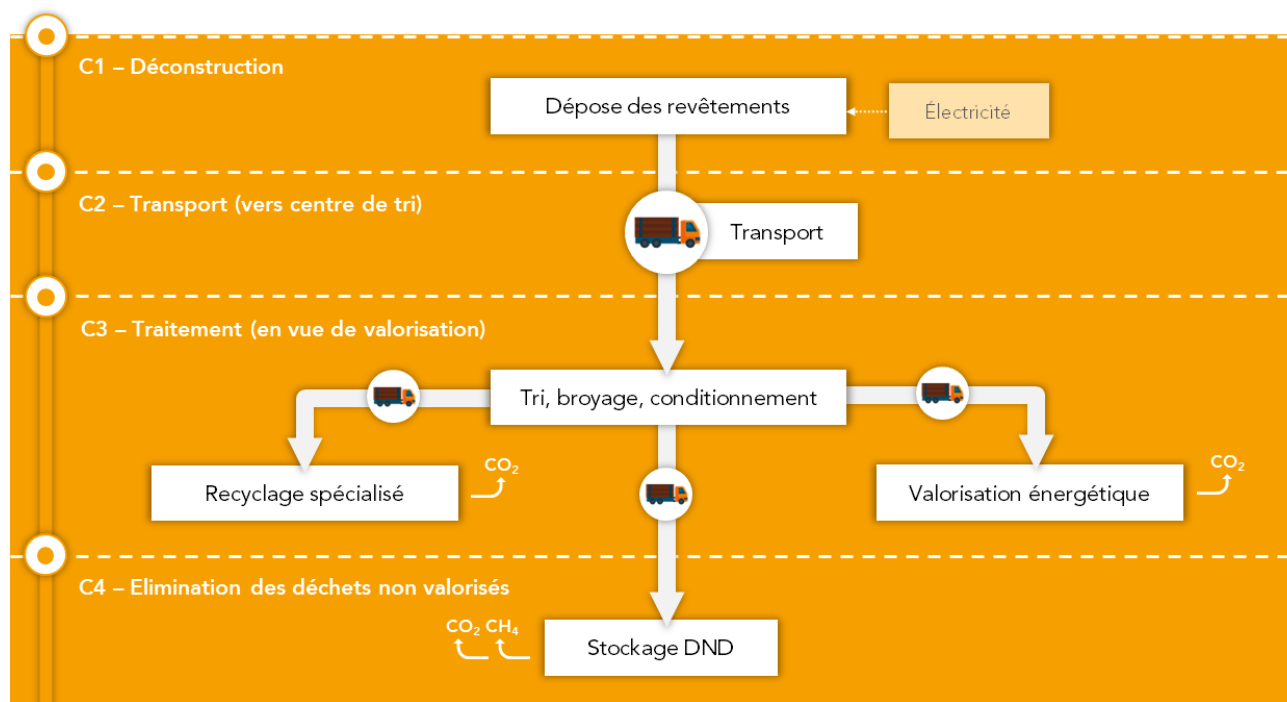 C1 – Déconstruction
Dépose des revêtements
Électricité
C2 – Transport (vers centre de tri)
Transport
C3 – Traitement (en vue de valorisation)
Tri, broyage, conditionnement
Recyclage spécialisé
CO₂
Valorisation énergétique
CO₂
C4 – Elimination des déchets non valorisés
CO₂ CH₄
Stockage DND